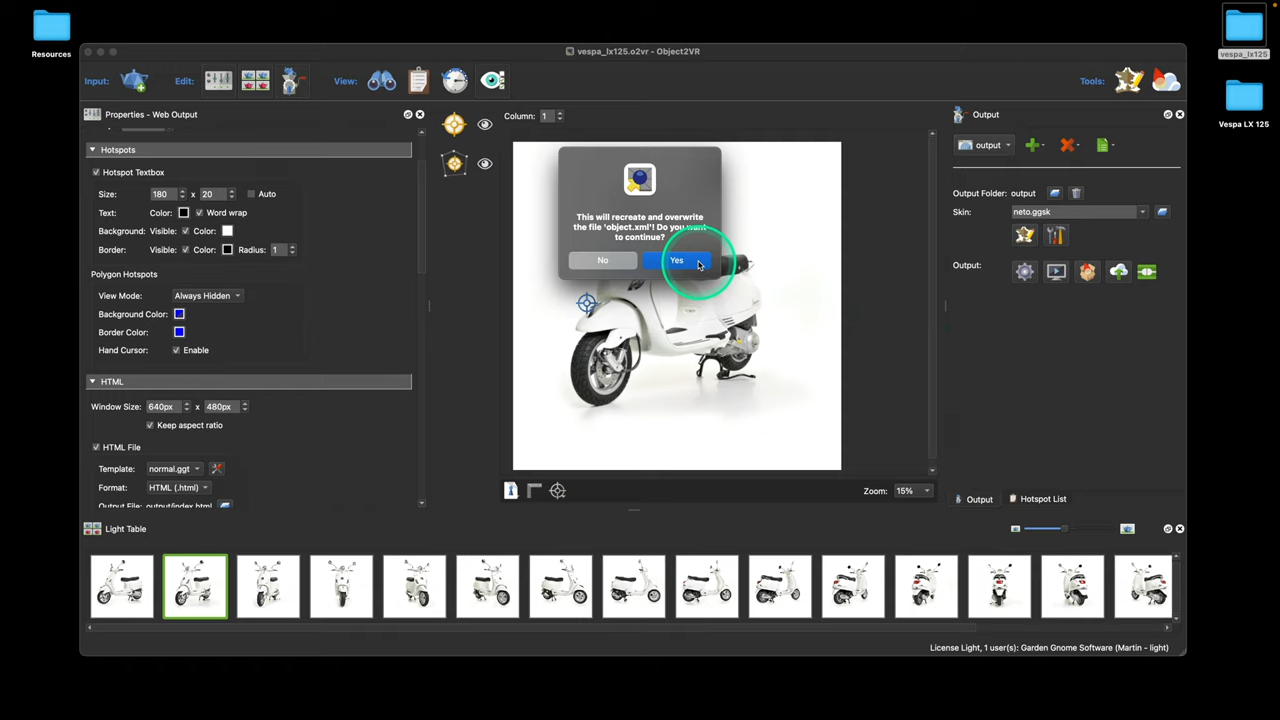 Resources
vespa_lx125
Vespa LX 125
vespa_lx125.o2vr - Object2VR
Input:
Edit:
View:
Tools:
Properties - Web Output
Hotspots
Hotspot Textbox
Size: 180 x 20 Auto
Text: Color: Word wrap
Background: Visible: Color:
Border: Visible: Color: Radius: 1
Polygon Hotspots
View Mode: Always Hidden
Background Color:
Border Color:
Hand Cursor: Enable
HTML
Window Size: 640px x 480px
Keep aspect ratio
HTML File
Template: normal.ggt
Format: HTML (.html)
Output File: output/index.html
Column: 1
This will recreate and overwrite
the file 'object.xml'! Do you want
to continue?
No
Yes
Zoom: 15%
Output
output
Output Folder: output
Skin: neto.ggsk
Output:
Output
Hotspot List
Light Table
License Light, 1 user(s): Garden Gnome Software (Martin - light)